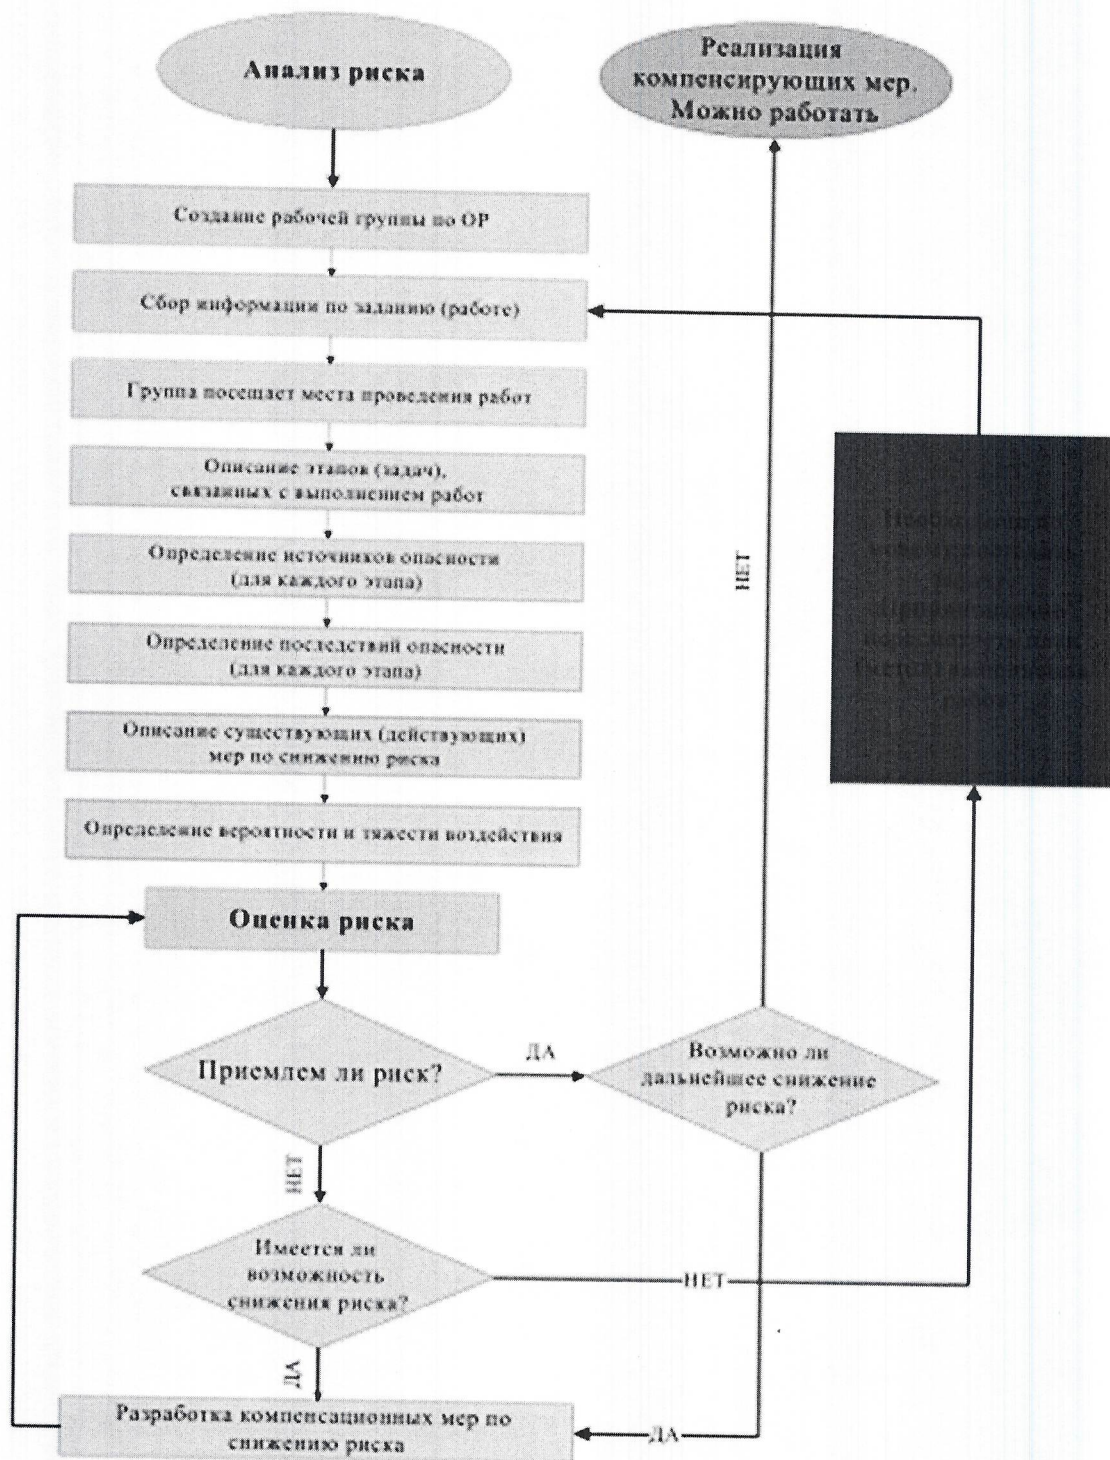 Анализ риска
Реализация
компенсирующих мер.
Можно работать
Создание рабочей группы по ОР
Сбор информации по заданию (работе)
Группа посещает места проведения работ
Описание этапов (задач),
связанных с выполнением работ
Определение источников опасности
(для каждого этапа)
Определение последствий опасности
(для каждого этапа)
Описание существующих (действующих)
мер по снижению риска
Определение вероятности и тяжести воздействия
Оценка риска
Приемлем ли риск?
ДА
Возможно ли
дальнейшее снижение
риска?
НЕТ
НЕТ
Имеется ли
возможность
снижения риска?
НЕТ
ДА
Разработка компенсационных мер по
снижению риска
ДА